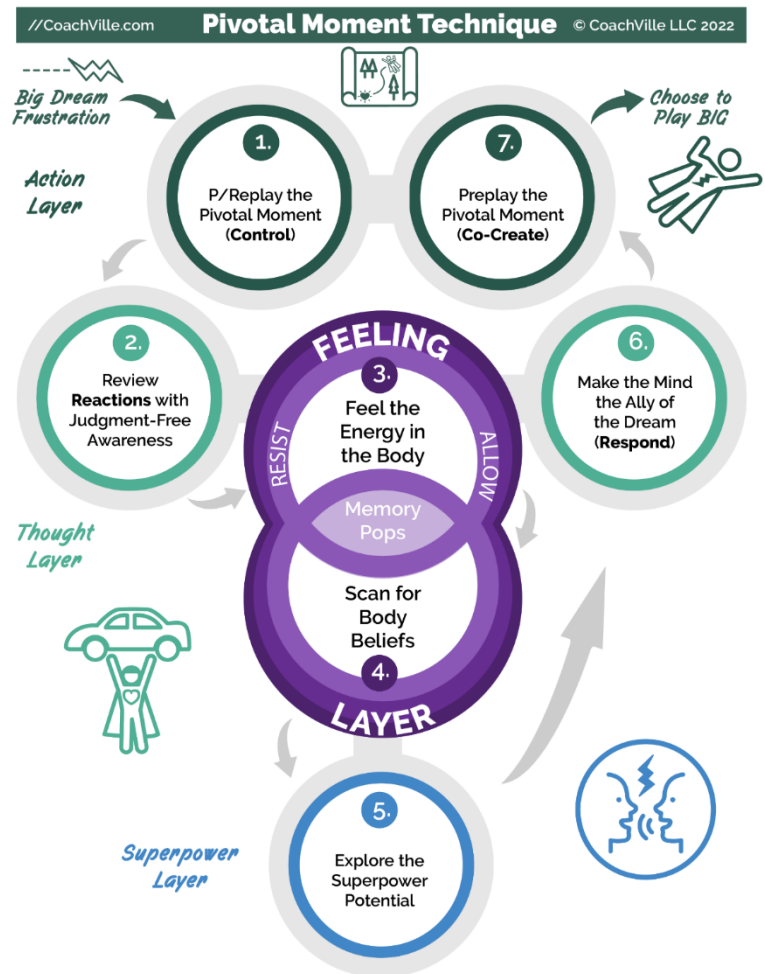 //CoachVille.com
Pivotal Moment Technique
© CoachVille LLC 2022
Big Dream
Frustration
Choose to
Play BIG
Action
Layer
1.
P/Replay the
Pivotal Moment
(Control)
7.
Preplay the
Pivotal Moment
(Co-Create)
2.
Review
Reactions with
Judgment-Free
Awareness
FEELING
3.
Feel the
Energy in
the Body
RESIST
ALLOW
Memory
Pops
6.
Make the Mind
the Ally of
the Dream
(Respond)
Thought
Layer
Scan for
Body
Beliefs
4.
LAYER
Superpower
Layer
5.
Explore the
Superpower
Potential